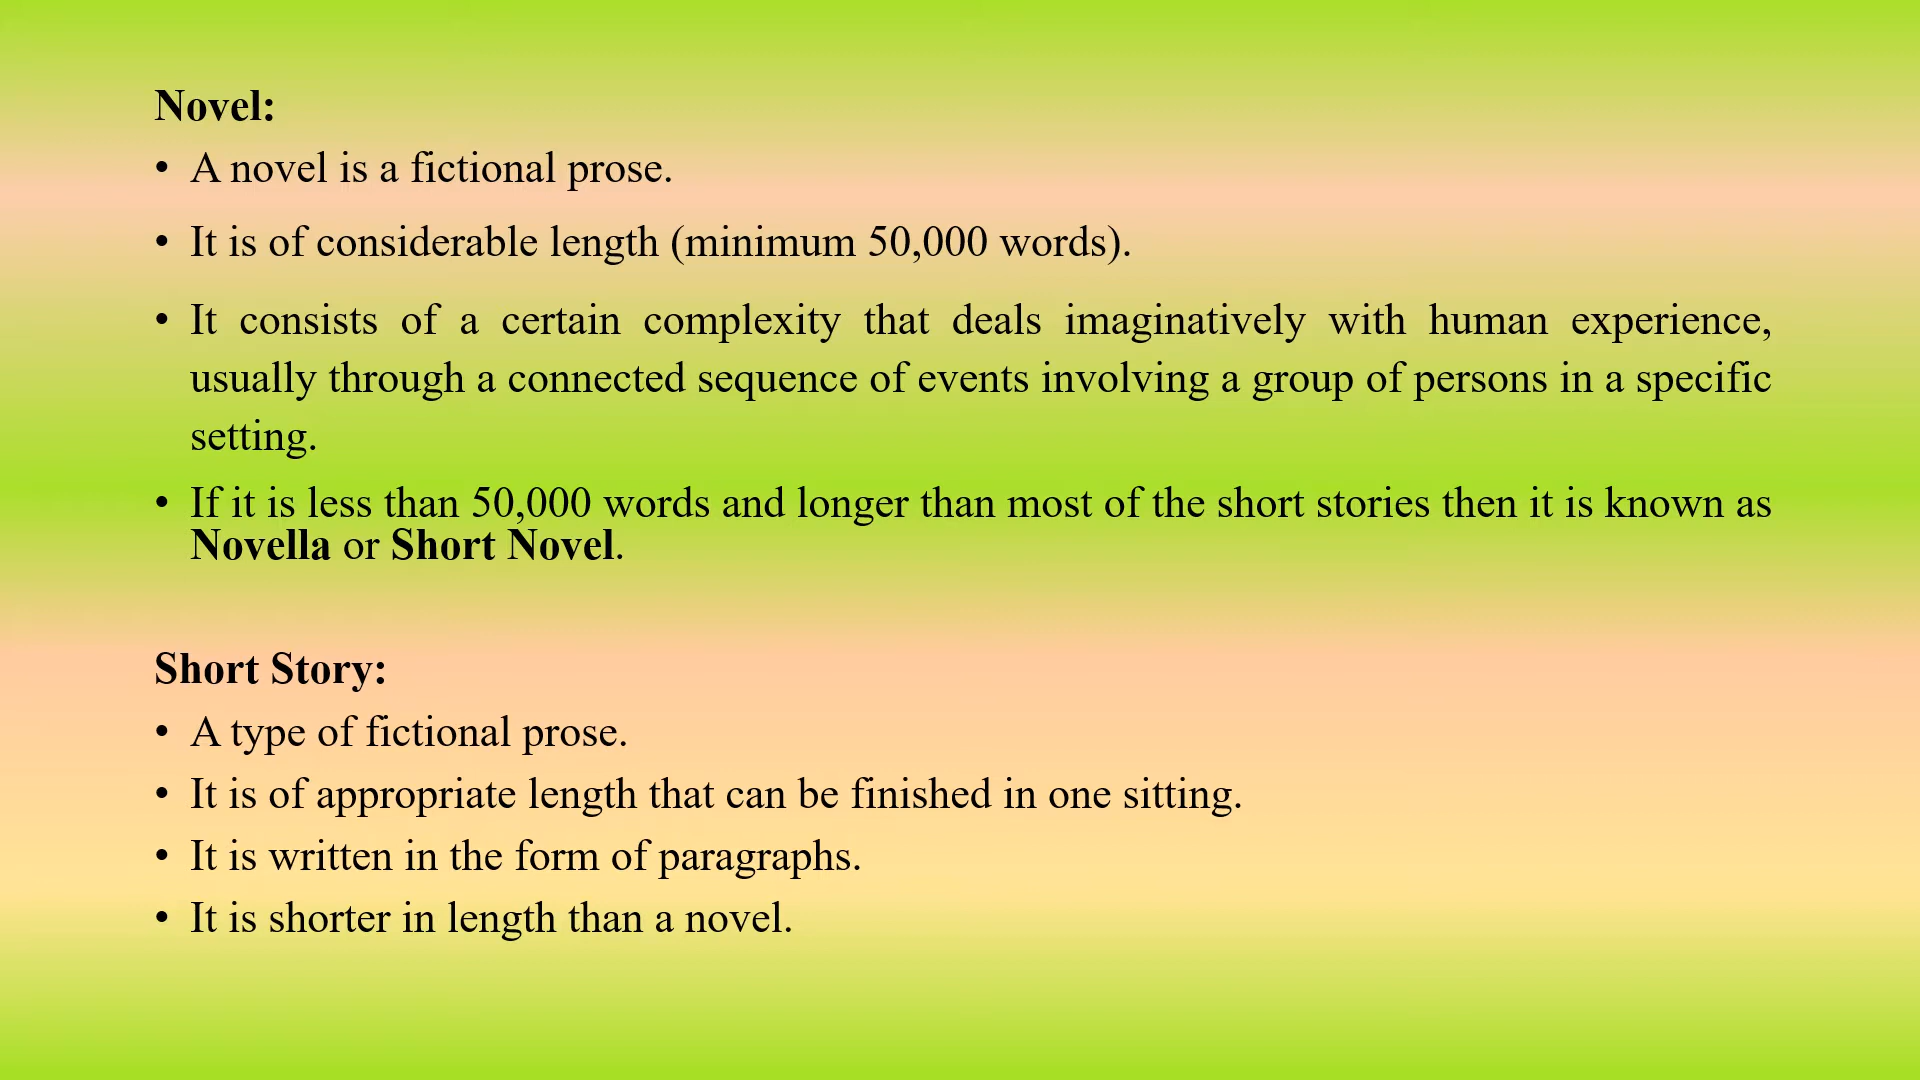 Novel:
• A novel is a fictional prose.
• It is of considerable length (minimum 50,000 words).
• It consists of a certain complexity that deals imaginatively with human experience,
usually through a connected sequence of events involving a group of persons in a specific
setting.
• If it is less than 50,000 words and longer than most of the short stories then it is known as
Novella or Short Novel.
Short Story:
• A type of fictional prose.
• It is of appropriate length that can be finished in one sitting.
• It is written in the form of paragraphs.
• It is shorter in length than a novel.